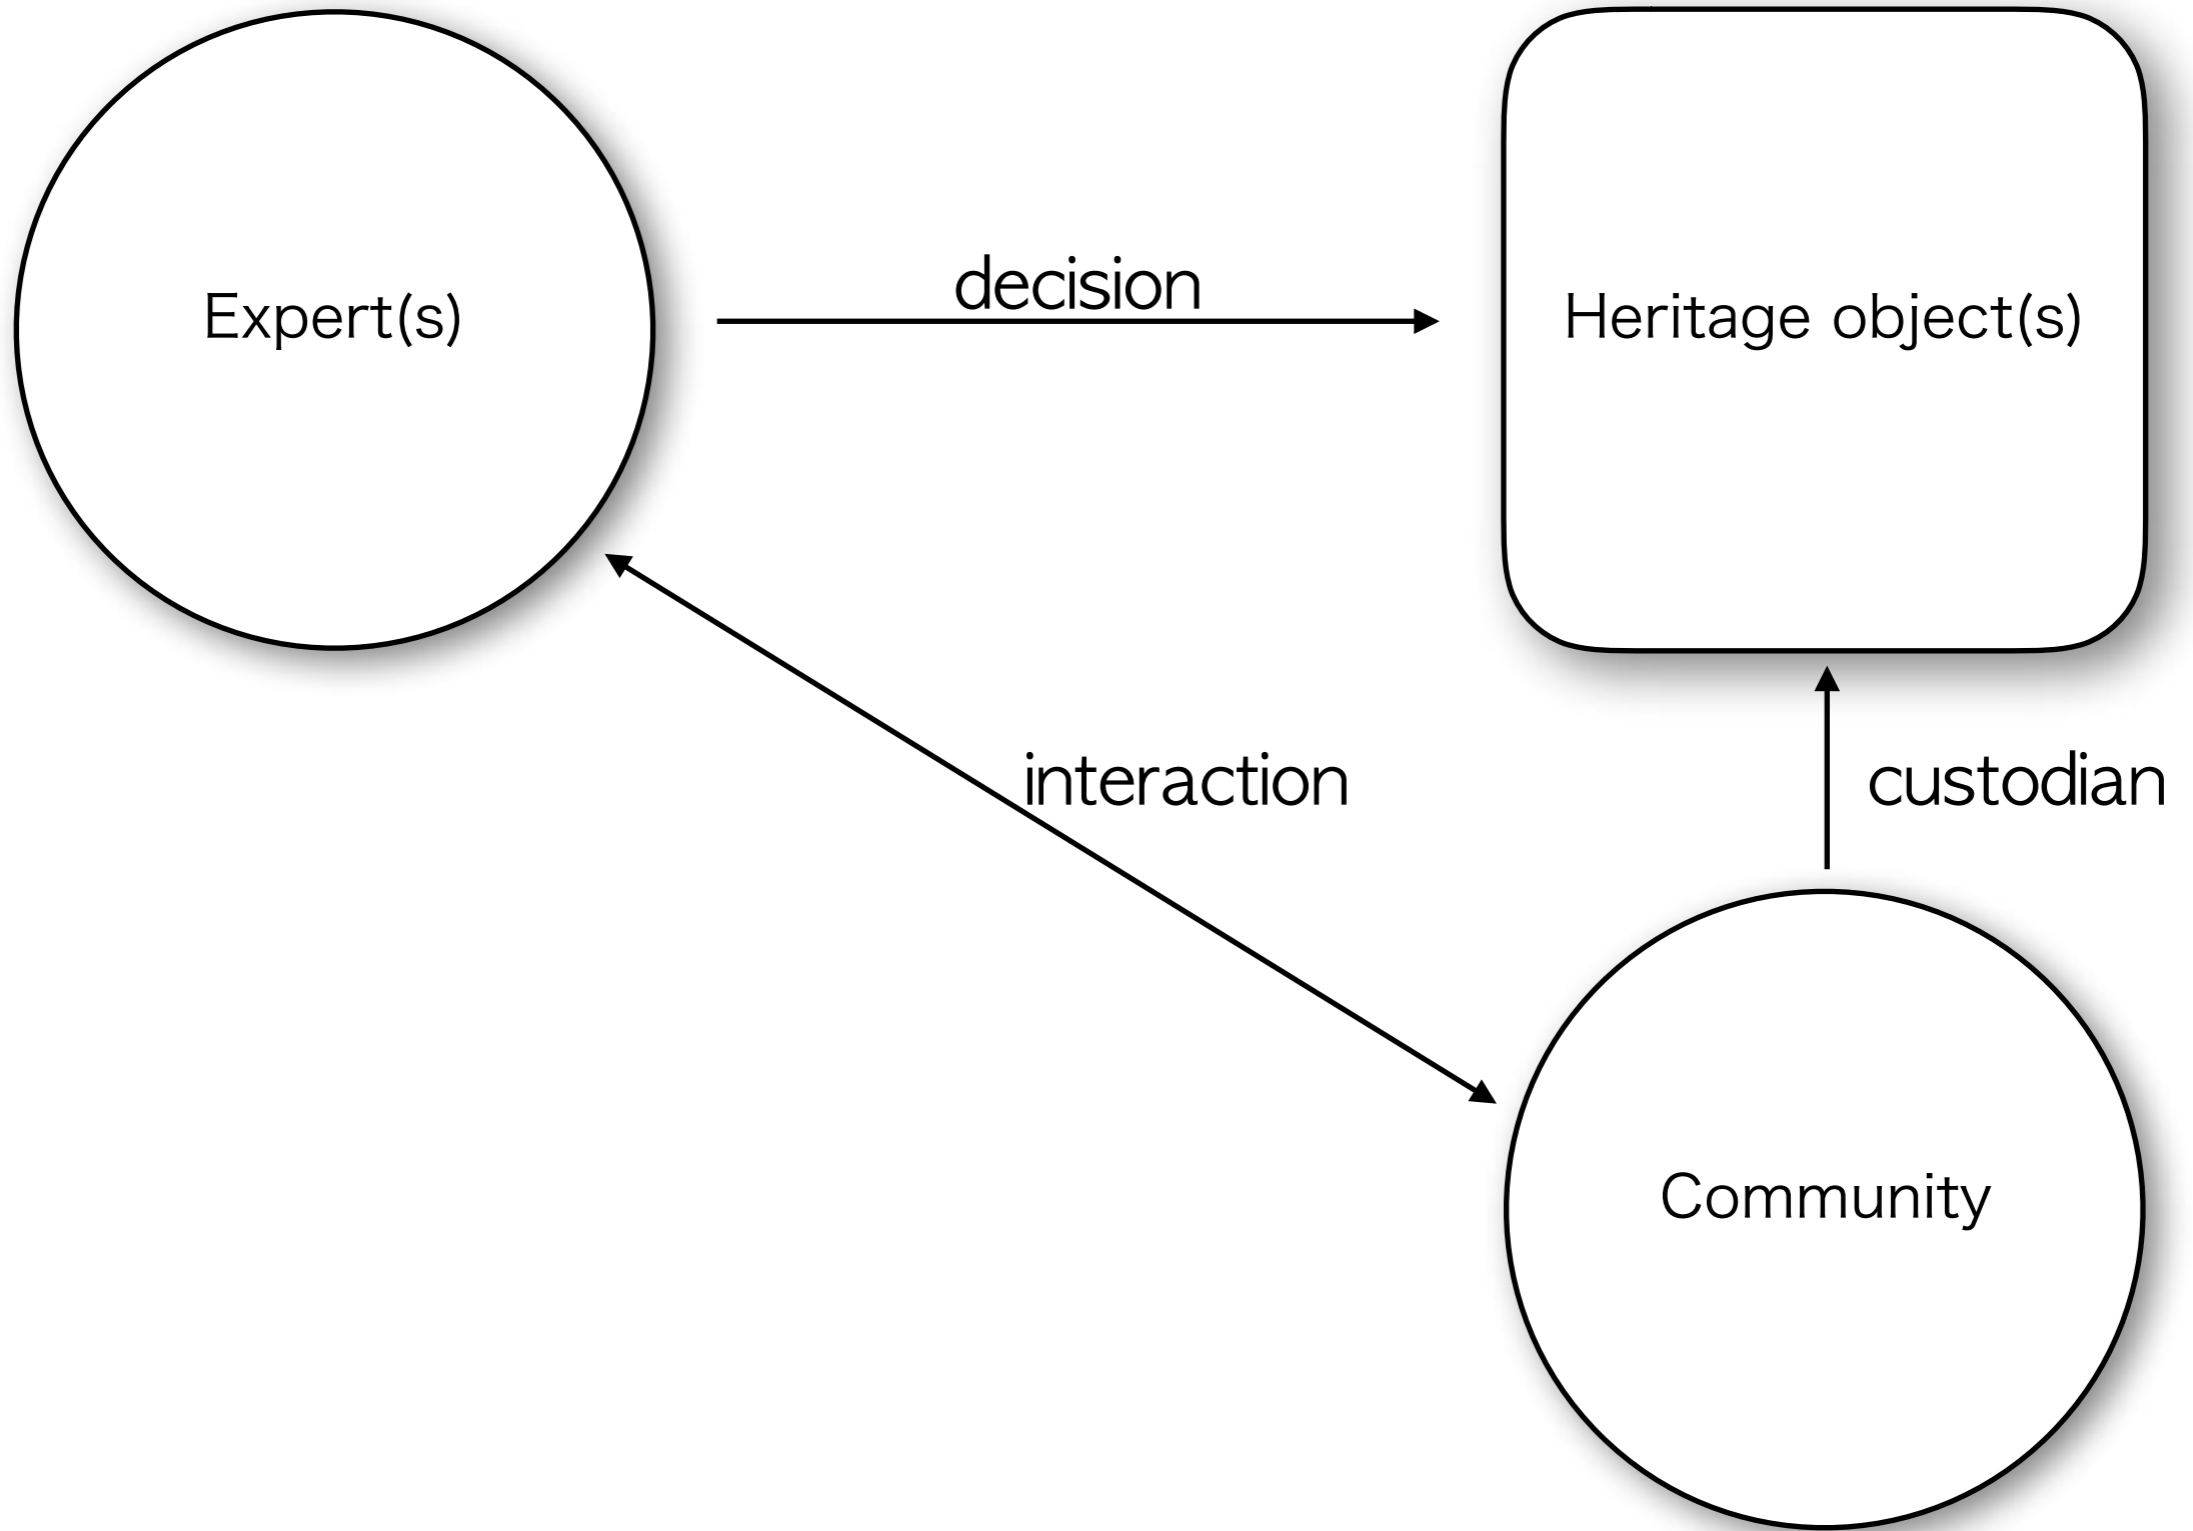 decision
Expert(s)
Heritage object(s)
interaction
custodian
Community